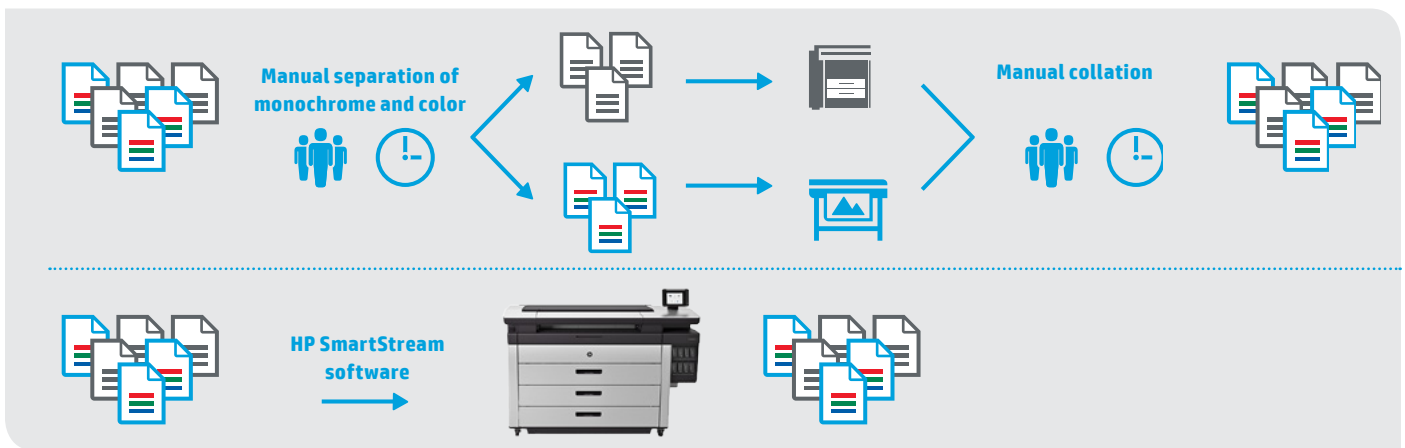 Manual separation of
monochrome and color
Manual collation
HP SmartStream
software